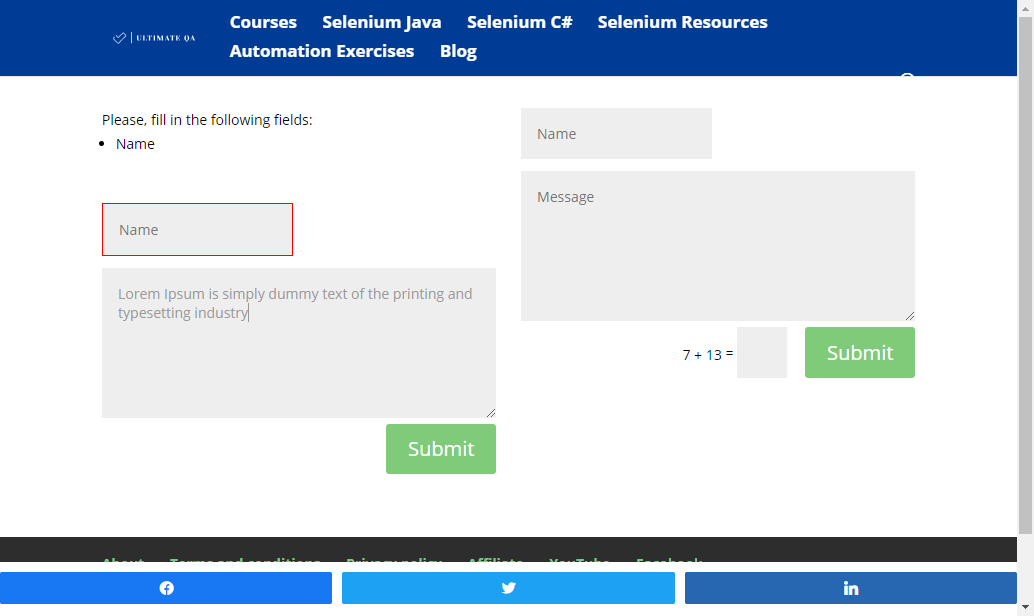 ULTIMATE QA
Courses Selenium Java Selenium C# Selenium Resources
Automation Exercises Blog
Please, fill in the following fields:
Name
Name
Lorem Ipsum is simply dummy text of the printing and
typesetting industry
Submit
Name
Message
7 + 13 =
Submit
About Terms and conditions Privacy policy Affiliate YouTube Facebook
in